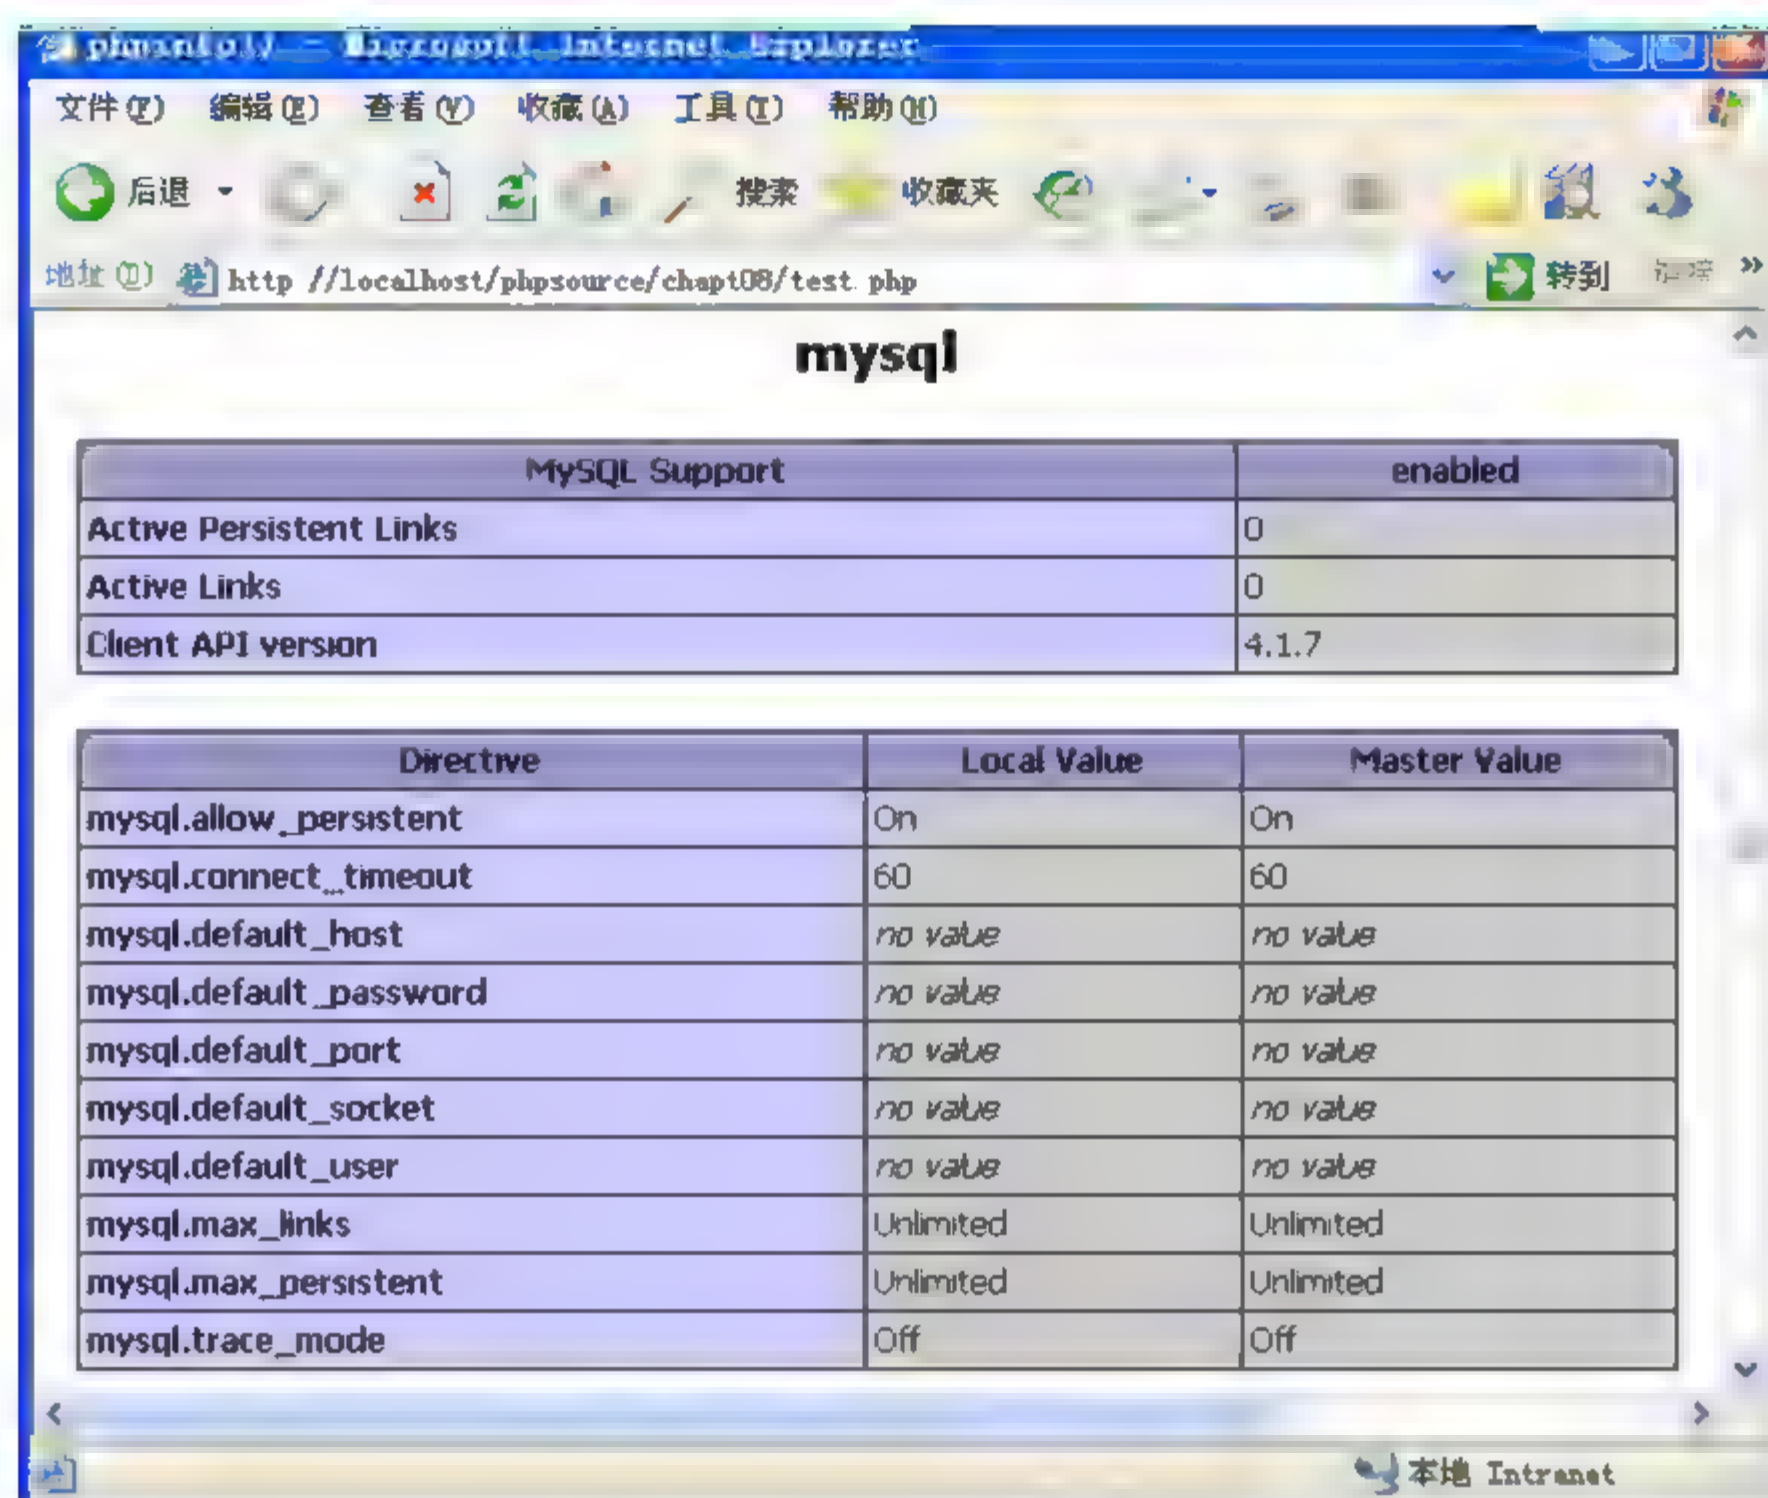 phpinfo() - Microsoft Internet Explorer
文件(F) 编辑(E) 查看(V) 收藏(A) 工具(T) 帮助(H)
后退 搜索 收藏夹
地址(D) http //localhost/phpsource/chapt08/test.php 转到 »
mysql
MySQL Support enabled
Active Persistent Links 0
Active Links 0
Client API version 4.1.7
Directive Local Value Master Value
mysql.allow_persistent On On
mysql.connect_timeout 60 60
mysql.default_host no value no value
mysql.default_password no value no value
mysql.default_port no value no value
mysql.default_socket no value no value
mysql.default_user no value no value
mysql.max_links Unlimited Unlimited
mysql.max_persistent Unlimited Unlimited
mysql.trace_mode Off Off
本地 Intranet